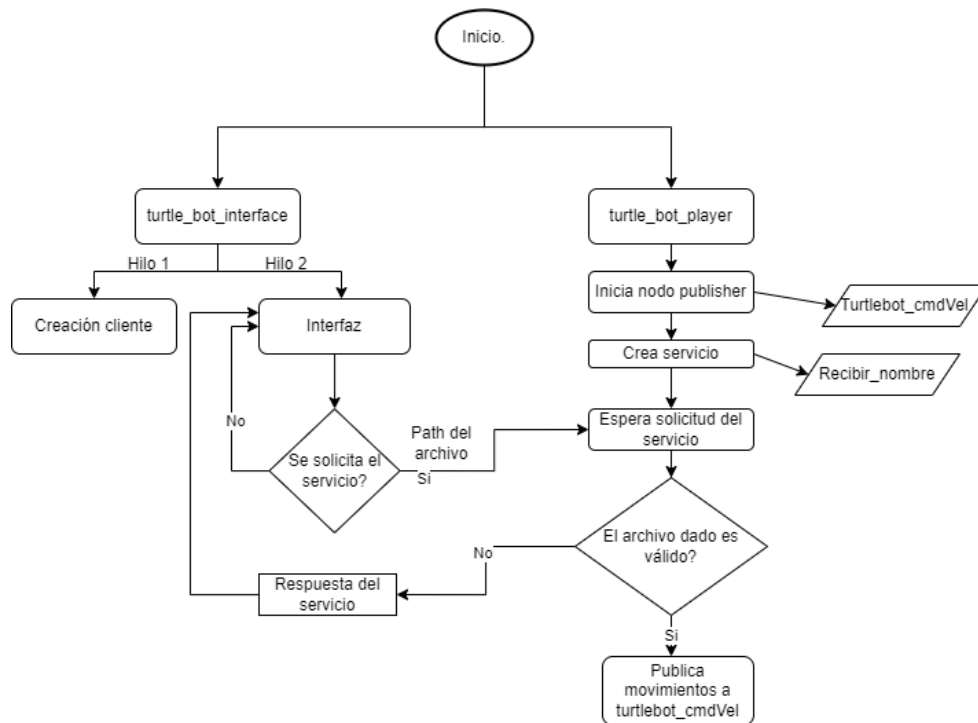 Inicio.
turtle_bot_interface
turtle_bot_player
Hilo 1
Hilo 2
Creación cliente
Interfaz
Inicia nodo publisher
Turtlebot_cmdVel
Crea servicio
Recibir_nombre
No
Se solicita el
servicio?
Path del
archivo
Si
Espera solicitud del
servicio
El archivo dado es
válido?
No
Respuesta del
servicio
Si
Publica
movimientos a
turtlebot_cmdVel